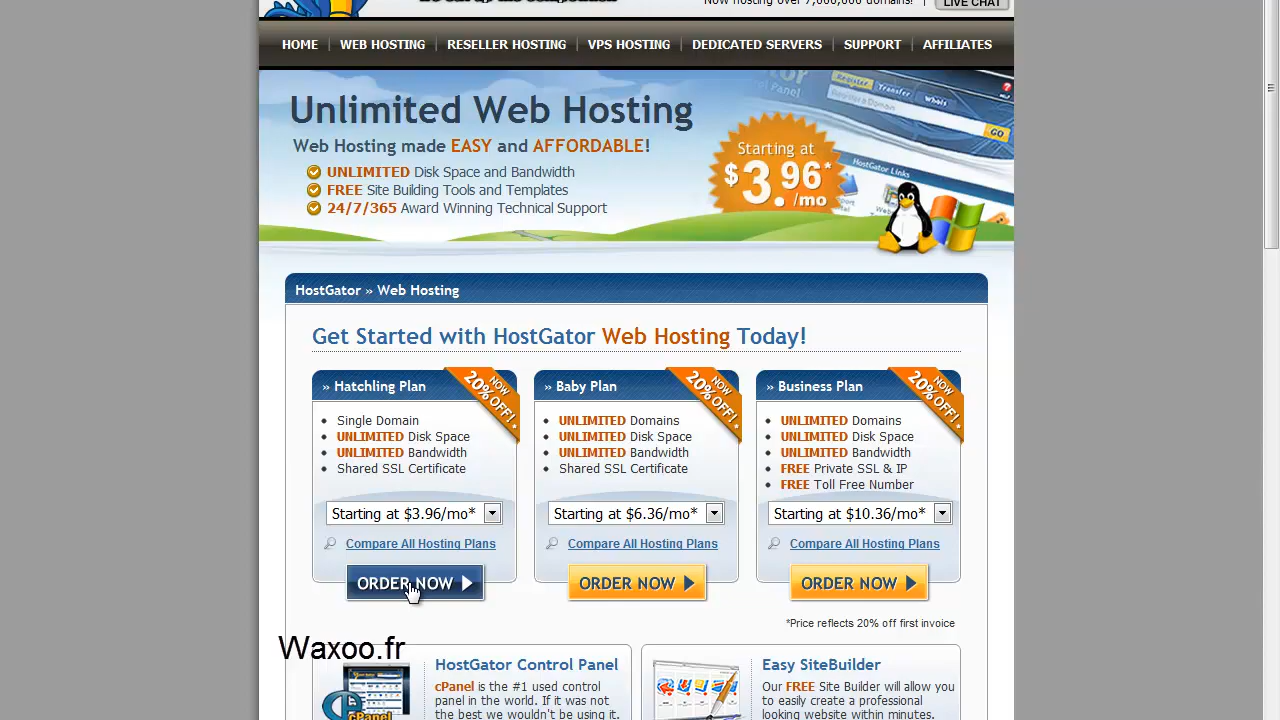 Now hosting over 7,000,000 domains! |
LIVE CHAT
HOME | WEB HOSTING | RESELLER HOSTING | VPS HOSTING | DEDICATED SERVERS | SUPPORT | AFFILIATES
Unlimited Web Hosting
Web Hosting made EASY and AFFORDABLE!
UNLIMITED Disk Space and Bandwidth
FREE Site Building Tools and Templates
24/7/365 Award Winning Technical Support
Starting at
$3.96*
/mo
Register
Transfer
Whois
GO
HostGator Links
HostGator » Web Hosting
Get Started with HostGator Web Hosting Today!
» Hatchling Plan
NOW
20% OFF!*
• Single Domain
• UNLIMITED Disk Space
• UNLIMITED Bandwidth
• Shared SSL Certificate
Starting at $3.96/mo*
Compare All Hosting Plans
ORDER NOW
» Baby Plan
NOW
20% OFF!*
• UNLIMITED Domains
• UNLIMITED Disk Space
• UNLIMITED Bandwidth
• Shared SSL Certificate
Starting at $6.36/mo*
Compare All Hosting Plans
ORDER NOW
» Business Plan
NOW
20% OFF!*
• UNLIMITED Domains
• UNLIMITED Disk Space
• UNLIMITED Bandwidth
• FREE Private SSL & IP
• FREE Toll Free Number
Starting at $10.36/mo*
Compare All Hosting Plans
ORDER NOW
*Price reflects 20% off first invoice
Waxoo.fr
HostGator Control Panel
cPanel is the #1 used control
panel in the world. If it was not
the best we wouldn't be using it.
cPanel
Easy SiteBuilder
Our FREE Site Builder will allow you
to easily create a professional
looking website within minutes.